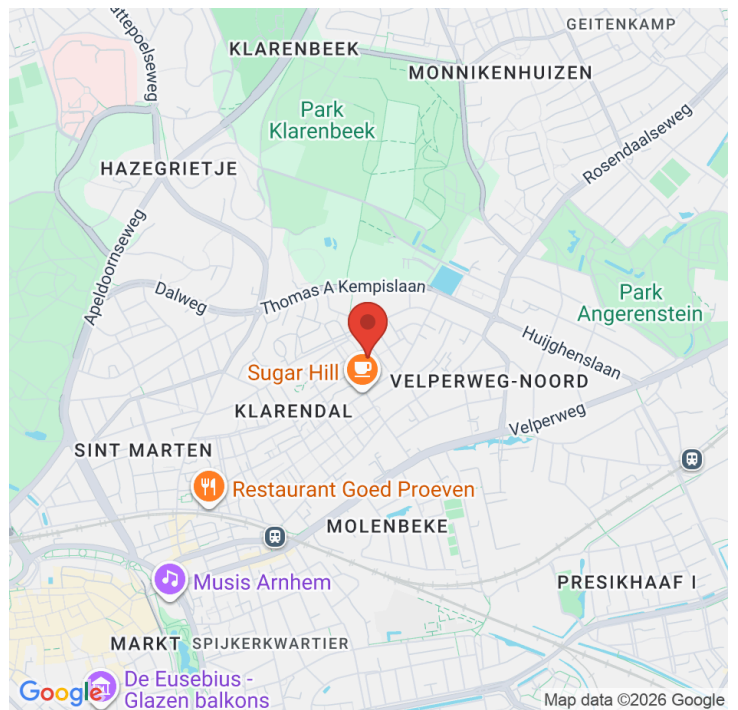 GEITENKAMP
KLARENBEEK
MONNIKENHUIZEN
Park
Klarenbeek
Rosendaalseweg
HAZEGRIETJE
Apeldoornseweg
Dalweg
Thomas A Kempislaan
Park
Angerenstein
Huijghenslaan
Sugar Hill
VELPERWEG-NOORD
KLARENDAL
Velperweg
SINT MARTEN
Restaurant Goed Proeven
MOLENBEKE
Musis Arnhem
PRESIKHAAF I
MARKT
SPIJKERKWARTIER
De Eusebius -
Glazen balkons
Google
Map data ©2026 Google